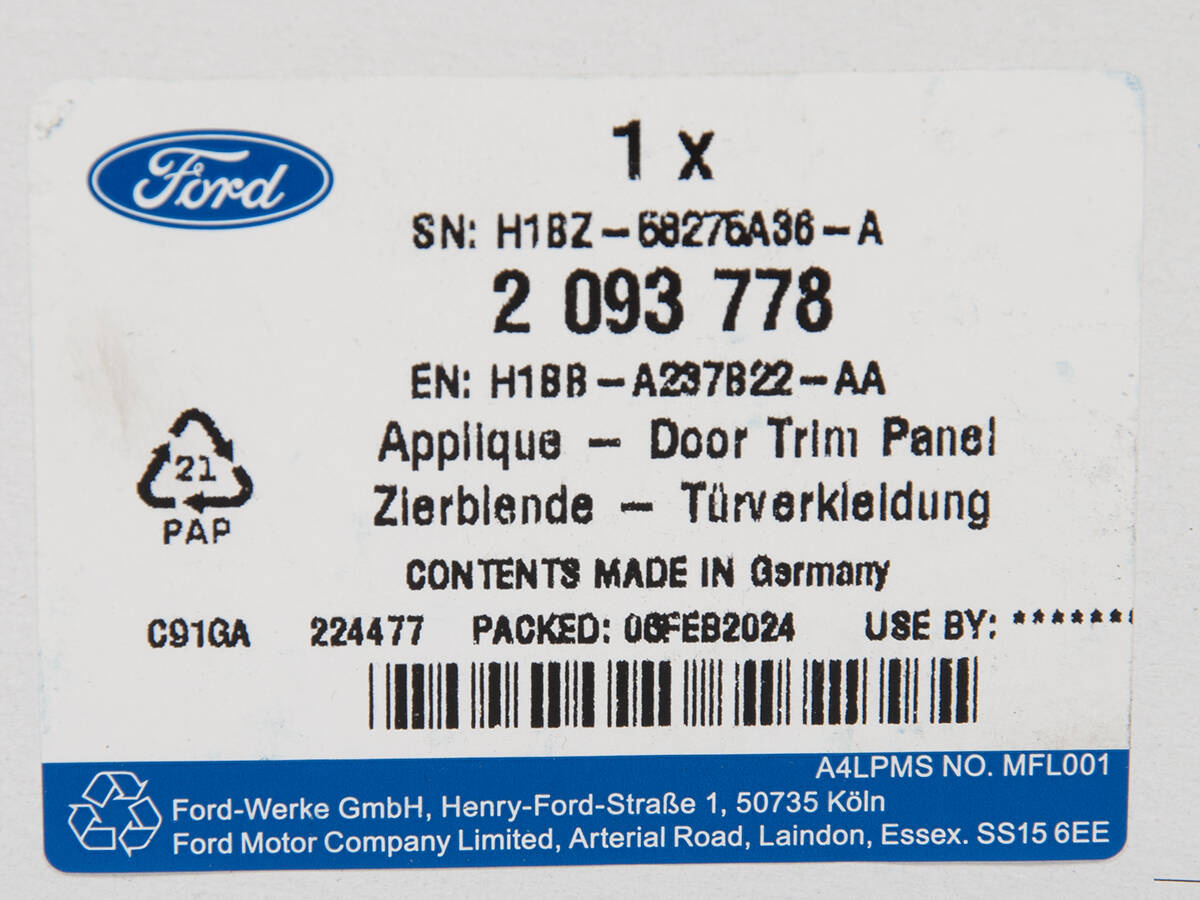 Ford
1 x
SN: H1BZ-58275A36-A
2 093 778
EN: H1BB-A237B22-AA
Applique - Door Trim Panel
Zierblende - Türverkleidung
21
PAP
CONTENTS MADE IN Germany
C91GA 224477 PACKED: 06FEB2024 USE BY: *******
A4LPMS NO. MFL001
Ford-Werke GmbH, Henry-Ford-Straße 1, 50735 Köln
Ford Motor Company Limited, Arterial Road, Laindon, Essex. SS15 6EE